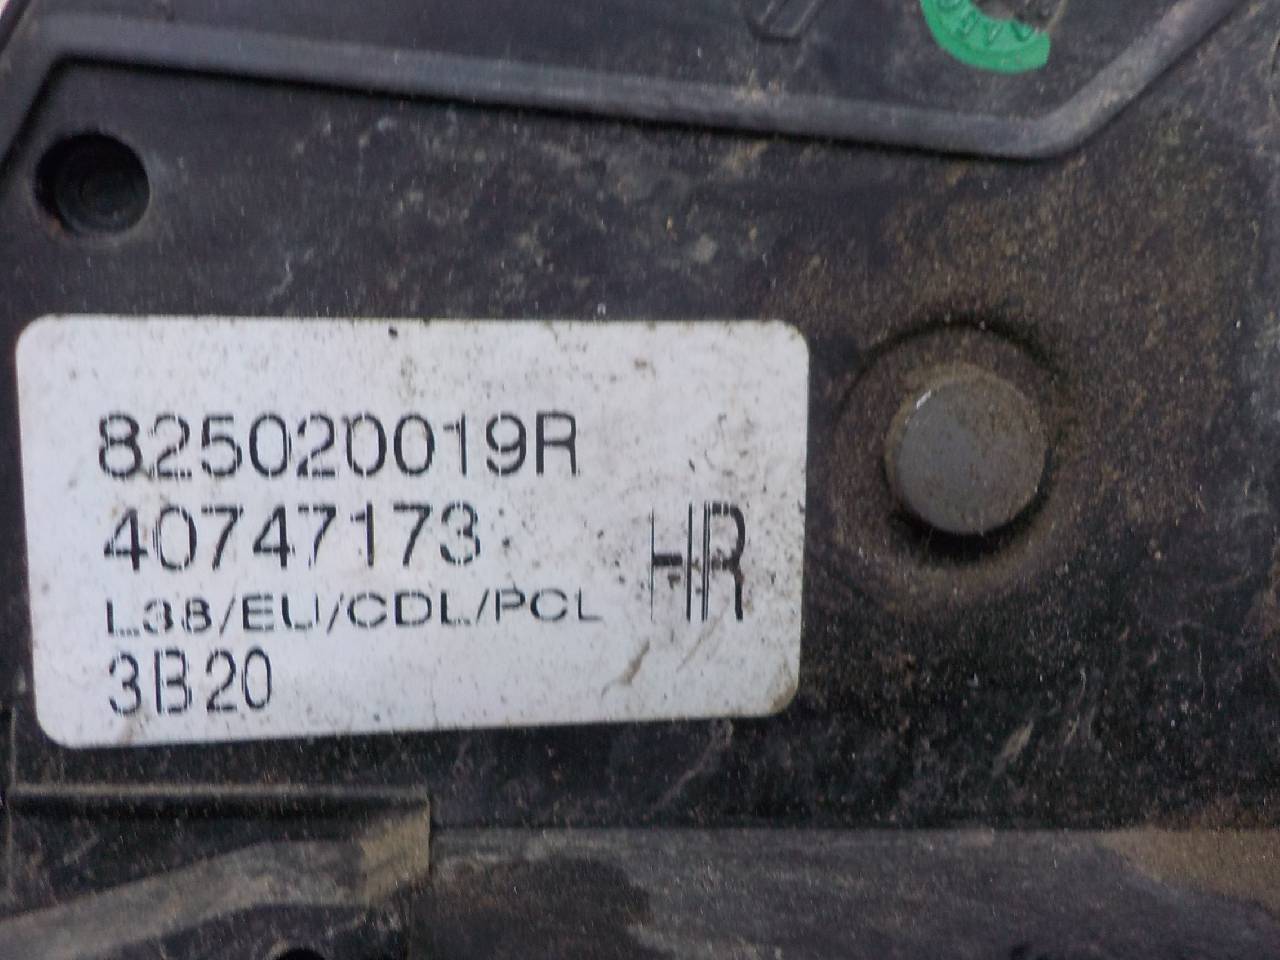 825020019R
40747173
L38/EU/CDL/PCL
HR
3B20